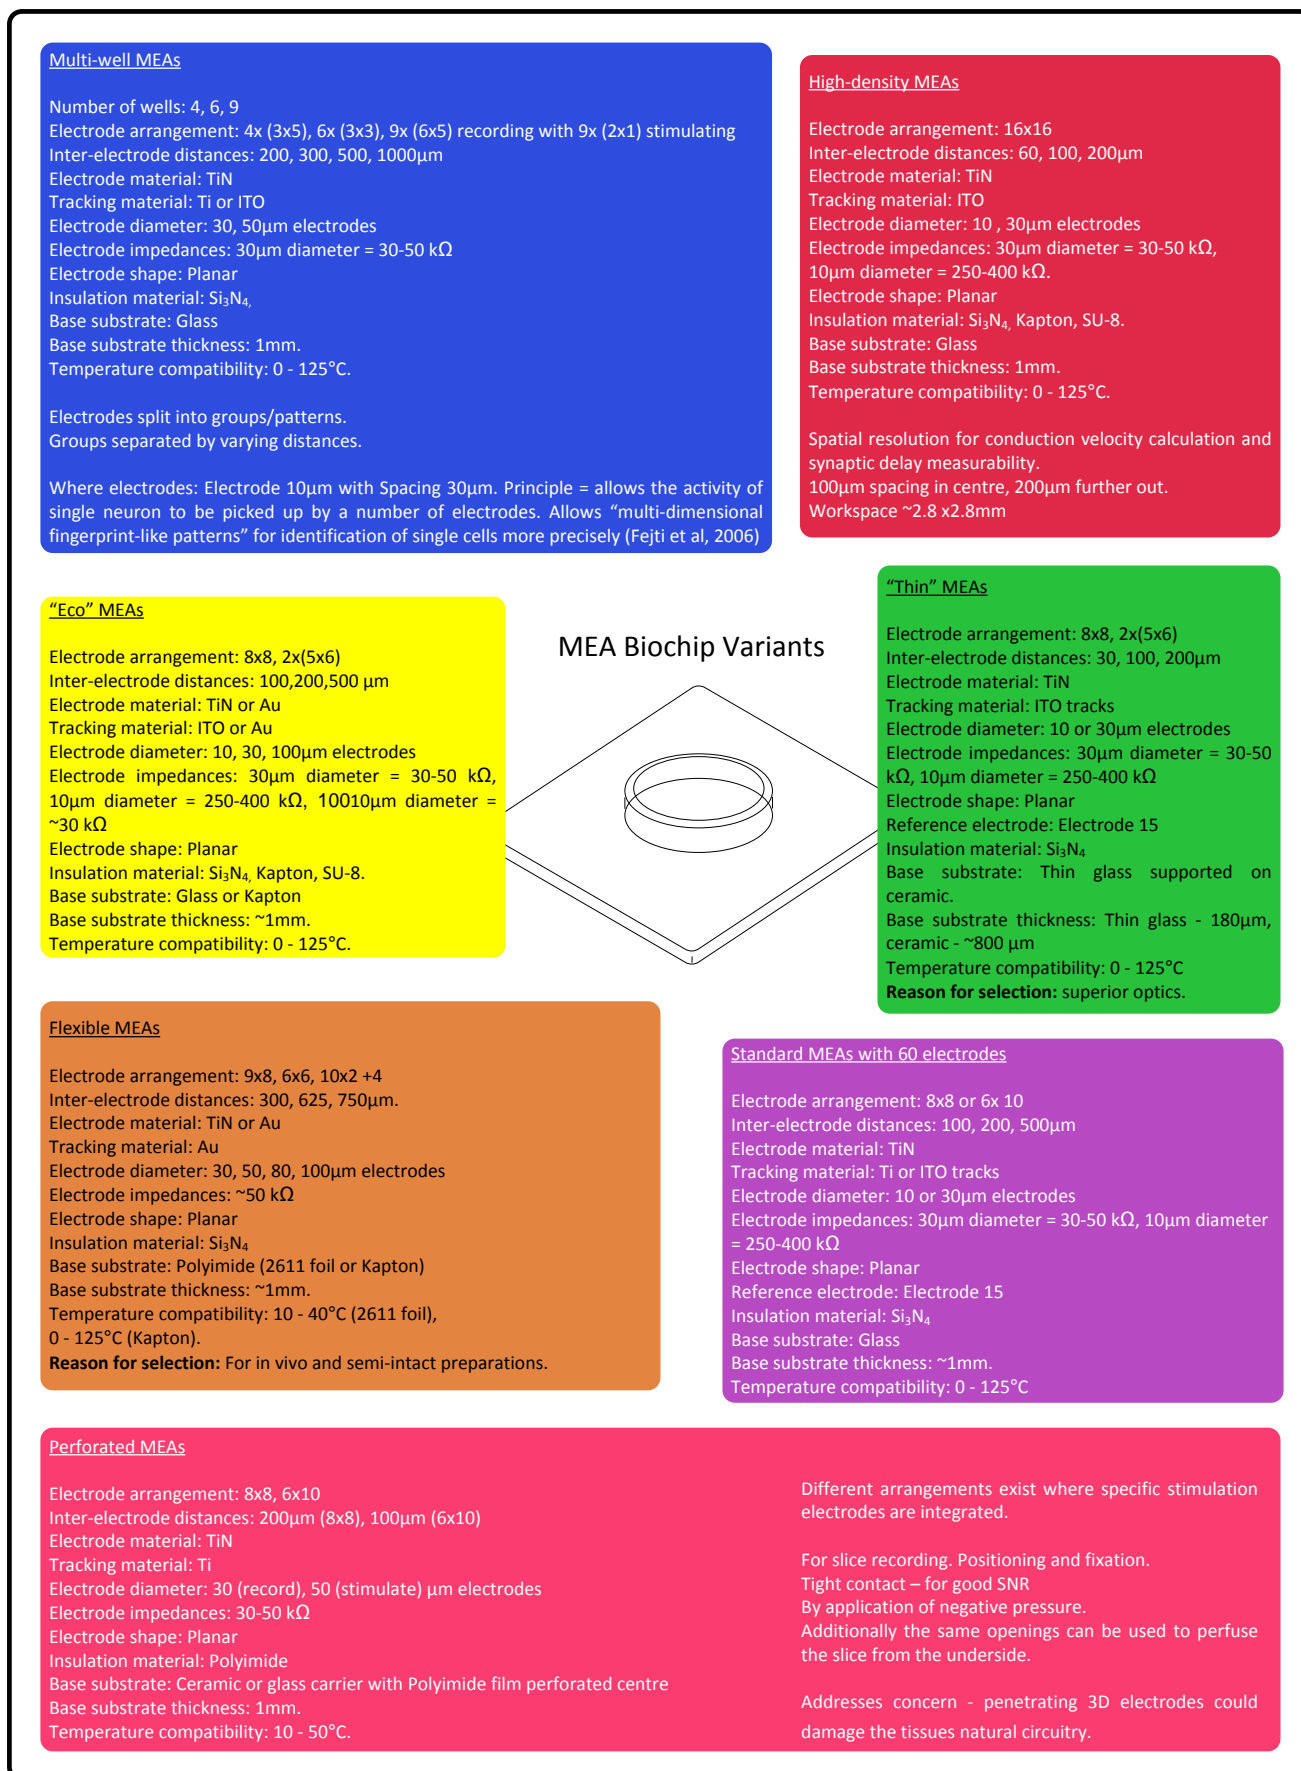 Multi-well MEAs
Number of wells: 4, 6, 9
Electrode arrangement: 4x (3x5), 6x (3x3), 9x (6x5) recording with 9x (2x1) stimulating
Inter-electrode distances: 200, 300, 500, 1000µm
Electrode material: TiN
Tracking material: Ti or ITO
Electrode diameter: 30, 50µm electrodes
Electrode impedances: 30µm diameter = 30-50 kΩ
Electrode shape: Planar
Insulation material: Si₃N₄,
Base substrate: Glass
Base substrate thickness: 1mm.
Temperature compatibility: 0 - 125°C.
Electrodes split into groups/patterns.
Groups separated by varying distances.
Where electrodes: Electrode 10µm with Spacing 30µm. Principle = allows the activity of
single neuron to be picked up by a number of electrodes. Allows “multi-dimensional
fingerprint-like patterns” for identification of single cells more precisely (Fejti et al, 2006)
High-density MEAs
Electrode arrangement: 16x16
Inter-electrode distances: 60, 100, 200µm
Electrode material: TiN
Tracking material: ITO
Electrode diameter: 10 , 30µm electrodes
Electrode impedances: 30µm diameter = 30-50 kΩ,
10µm diameter = 250-400 kΩ.
Electrode shape: Planar
Insulation material: Si₃N₄, Kapton, SU-8.
Base substrate: Glass
Base substrate thickness: 1mm.
Temperature compatibility: 0 - 125°C.
Spatial resolution for conduction velocity calculation and
synaptic delay measurability.
100µm spacing in centre, 200µm further out.
Workspace ~2.8 x2.8mm
“Eco” MEAs
Electrode arrangement: 8x8, 2x(5x6)
Inter-electrode distances: 100,200,500 µm
Electrode material: TiN or Au
Tracking material: ITO or Au
Electrode diameter: 10, 30, 100µm electrodes
Electrode impedances: 30µm diameter = 30-50 kΩ,
10µm diameter = 250-400 kΩ, 10010µm diameter =
~30 kΩ
Electrode shape: Planar
Insulation material: Si₃N₄, Kapton, SU-8.
Base substrate: Glass or Kapton
Base substrate thickness: ~1mm.
Temperature compatibility: 0 - 125°C.
MEA Biochip Variants
“Thin” MEAs
Electrode arrangement: 8x8, 2x(5x6)
Inter-electrode distances: 30, 100, 200µm
Electrode material: TiN
Tracking material: ITO tracks
Electrode diameter: 10 or 30µm electrodes
Electrode impedances: 30µm diameter = 30-50
kΩ, 10µm diameter = 250-400 kΩ
Electrode shape: Planar
Reference electrode: Electrode 15
Insulation material: Si₃N₄
Base substrate: Thin glass supported on
ceramic.
Base substrate thickness: Thin glass - 180µm,
ceramic - ~800 µm
Temperature compatibility: 0 - 125°C
Reason for selection: superior optics.
Flexible MEAs
Electrode arrangement: 9x8, 6x6, 10x2 +4
Inter-electrode distances: 300, 625, 750µm.
Electrode material: TiN or Au
Tracking material: Au
Electrode diameter: 30, 50, 80, 100µm electrodes
Electrode impedances: ~50 kΩ
Electrode shape: Planar
Insulation material: Si₃N₄
Base substrate: Polyimide (2611 foil or Kapton)
Base substrate thickness: ~1mm.
Temperature compatibility: 10 - 40°C (2611 foil),
0 - 125°C (Kapton).
Reason for selection: For in vivo and semi-intact preparations.
Standard MEAs with 60 electrodes
Electrode arrangement: 8x8 or 6x 10
Inter-electrode distances: 100, 200, 500µm
Electrode material: TiN
Tracking material: Ti or ITO tracks
Electrode diameter: 10 or 30µm electrodes
Electrode impedances: 30µm diameter = 30-50 kΩ, 10µm diameter
= 250-400 kΩ
Electrode shape: Planar
Reference electrode: Electrode 15
Insulation material: Si₃N₄
Base substrate: Glass
Base substrate thickness: ~1mm.
Temperature compatibility: 0 - 125°C
Perforated MEAs
Electrode arrangement: 8x8, 6x10
Inter-electrode distances: 200µm (8x8), 100µm (6x10)
Electrode material: TiN
Tracking material: Ti
Electrode diameter: 30 (record), 50 (stimulate) µm electrodes
Electrode impedances: 30-50 kΩ
Electrode shape: Planar
Insulation material: Polyimide
Base substrate: Ceramic or glass carrier with Polyimide film perforated centre
Base substrate thickness: 1mm.
Temperature compatibility: 10 - 50°C.
Different arrangements exist where specific stimulation
electrodes are integrated.
For slice recording. Positioning and fixation.
Tight contact – for good SNR
By application of negative pressure.
Additionally the same openings can be used to perfuse
the slice from the underside.
Addresses concern - penetrating 3D electrodes could
damage the tissues natural circuitry.